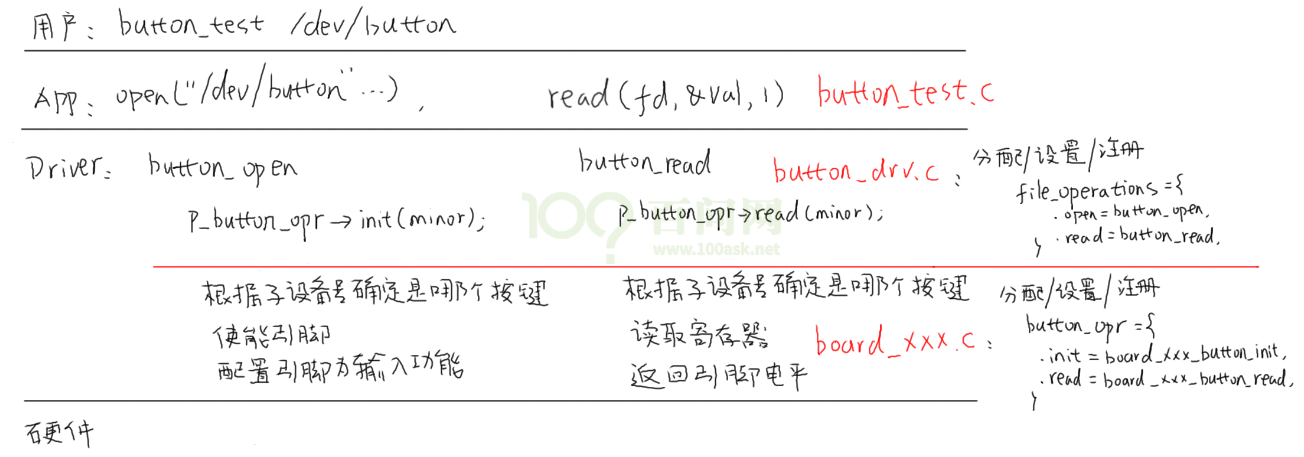 用户: button_test /dev/button
App: open("/dev/button"...), read(fd, &val, 1) button_test.c
Driver: button_open button_read button_drv.c:
p_button_opr→init(minor); p_button_opr→read(minor);
分配/设置/注册
file_operations={
.open=button_open,
.read=button_read,
}
100 百问网
www.100ask.net
根据子设备号确定是哪个按键
使能引脚
配置引脚为输入功能
根据子设备号确定是哪个按键
读取寄存器
返回引脚电平
board_xxx.c:
分配/设置/注册
button_opr={
.init=board_xxx_button_init,
.read=board_xxx_button_read,
}
硬件